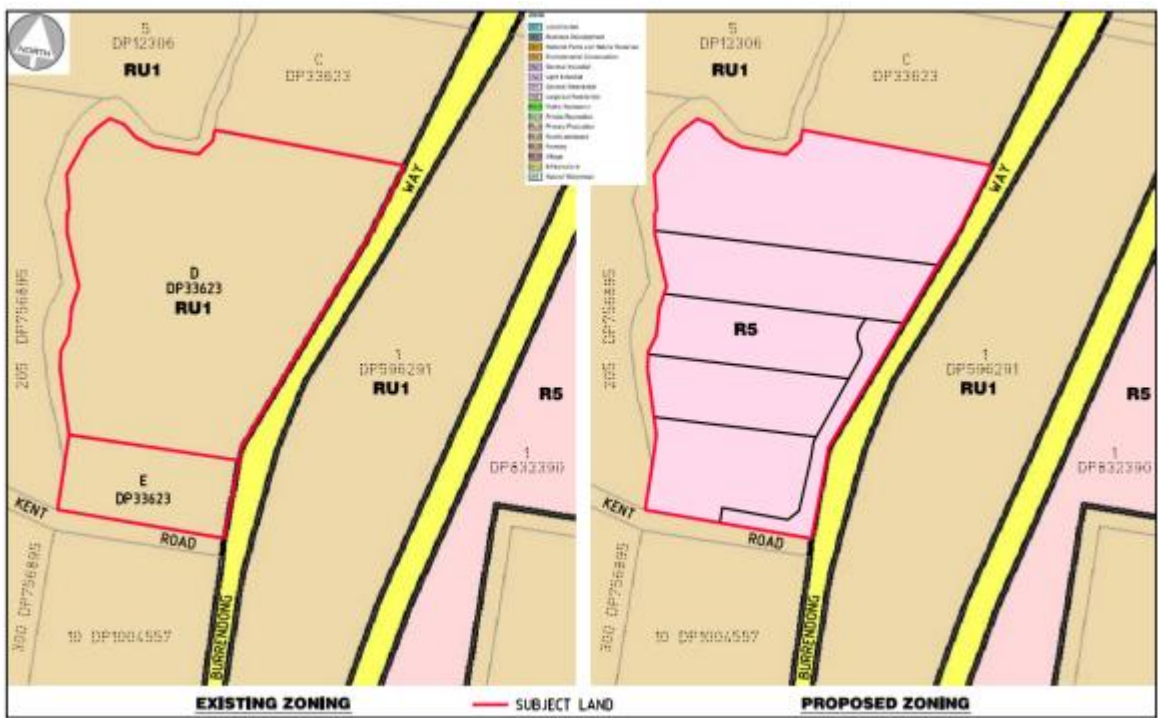 NORTH
5
DP12306
RU1
C
DP33623
WAY
D
DP33623
RU1
205 DP756895
1
DP596291
RU1
R5
1
DP832390
E
DP33623
KENT
ROAD
300 DP756895
10 DP1004557
BURRENDONG
EXISTING ZONING
SUBJECT LAND
5
DP12306
RU1
C
DP33623
WAY
R5
205 DP756895
1
DP596291
RU1
R5
1
DP832390
KENT
ROAD
300 DP756895
10 DP1004557
BURRENDONG
PROPOSED ZONING